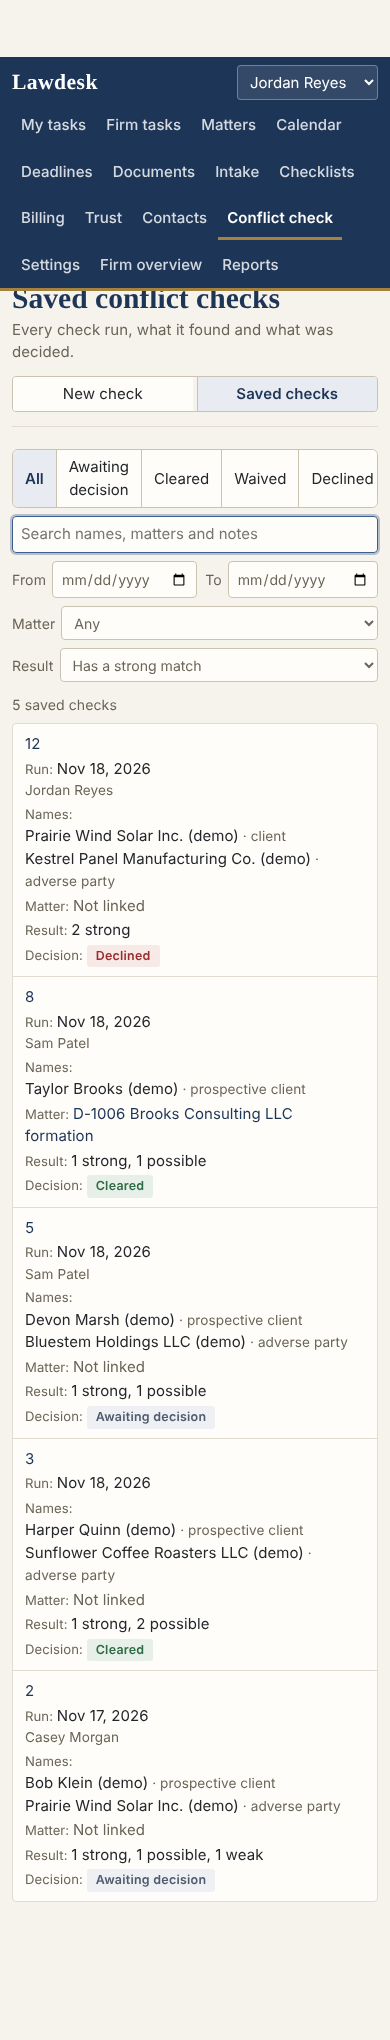 Lawdesk
Jordan Reyes
My tasks Firm tasks Matters Calendar
Deadlines Documents Intake Checklists
Billing Trust Contacts Conflict check
Settings Firm overview Reports
Saved conflict checks
Every check run, what it found and what was
decided.
New check Saved checks
All Awaiting decision Cleared Waived Declined
Search names, matters and notes
From mm/dd/yyyy To mm/dd/yyyy
Matter Any
Result Has a strong match
5 saved checks
12
Run: Nov 18, 2026
Jordan Reyes
Names:
Prairie Wind Solar Inc. (demo) · client
Kestrel Panel Manufacturing Co. (demo) ·
adverse party
Matter: Not linked
Result: 2 strong
Decision: Declined
8
Run: Nov 18, 2026
Sam Patel
Names:
Taylor Brooks (demo) · prospective client
Matter: D-1006 Brooks Consulting LLC
formation
Result: 1 strong, 1 possible
Decision: Cleared
5
Run: Nov 18, 2026
Sam Patel
Names:
Devon Marsh (demo) · prospective client
Bluestem Holdings LLC (demo) · adverse party
Matter: Not linked
Result: 1 strong, 1 possible
Decision: Awaiting decision
3
Run: Nov 18, 2026
Names:
Harper Quinn (demo) · prospective client
Sunflower Coffee Roasters LLC (demo) ·
adverse party
Matter: Not linked
Result: 1 strong, 2 possible
Decision: Cleared
2
Run: Nov 17, 2026
Casey Morgan
Names:
Bob Klein (demo) · prospective client
Prairie Wind Solar Inc. (demo) · adverse party
Matter: Not linked
Result: 1 strong, 1 possible, 1 weak
Decision: Awaiting decision